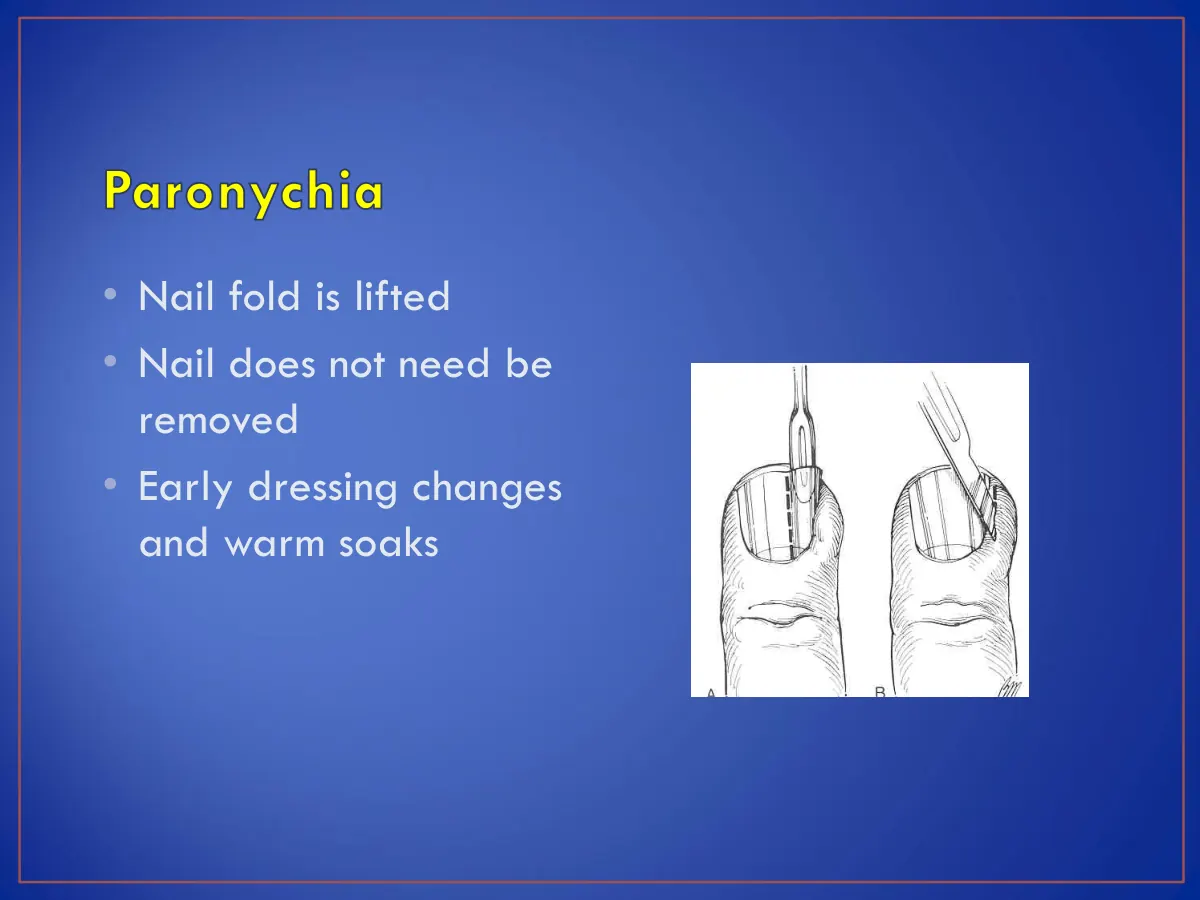 Paronychia
• Nail fold is lifted
• Nail does not need be
removed
• Early dressing changes
and warm soaks
A
B